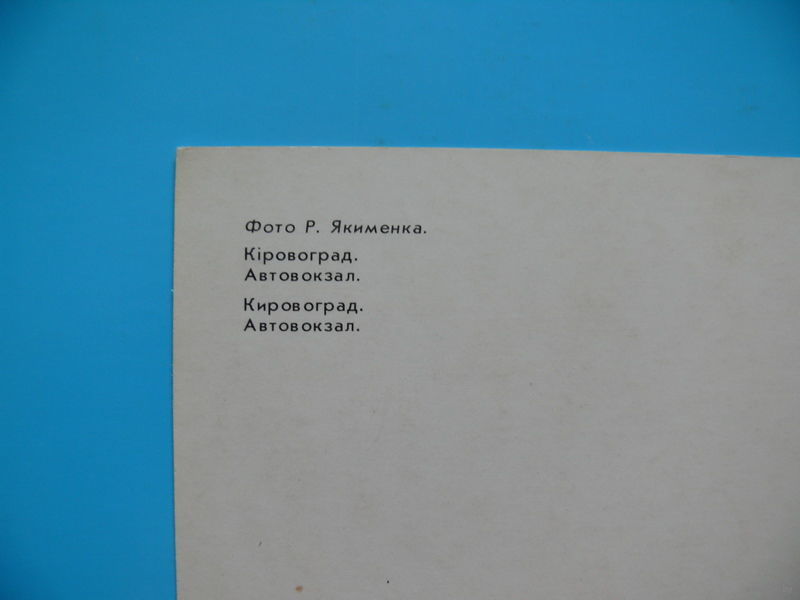 Фото Р. Якименка.
Кіровоград.
Автовокзал.
Кировоград.
Автовокзал.